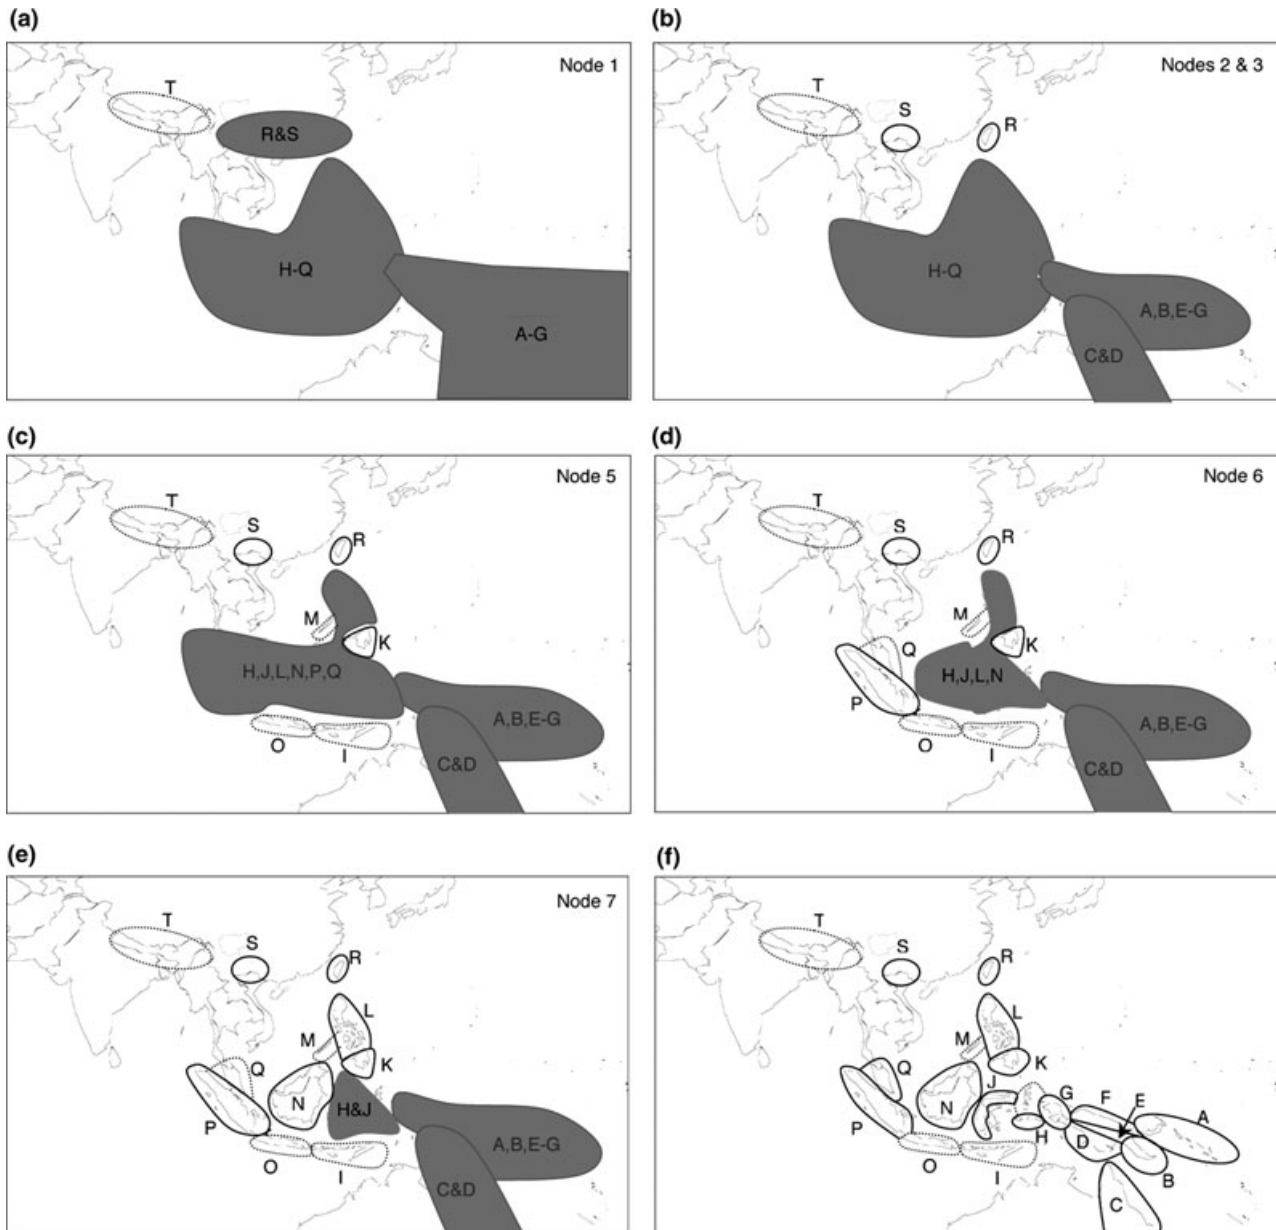 (a)
Node 1
T
R&S
H-Q
A-G
(b)
Nodes 2 & 3
T
S
R
H-Q
A,B,E-G
C&D
(c)
Node 5
T
S
R
M
K
H,J,L,N,P,Q
A,B,E-G
O
I
C&D
(d)
Node 6
T
S
R
M
K
Q
H,J,L,N
P
A,B,E-G
O
I
C&D
(e)
Node 7
T
S
R
L
M
K
Q
N
H&J
P
A,B,E-G
O
I
C&D
(f)
T
S
R
L
M
K
Q
J
N
G
F
E
A
P
H
D
O
I
B
C